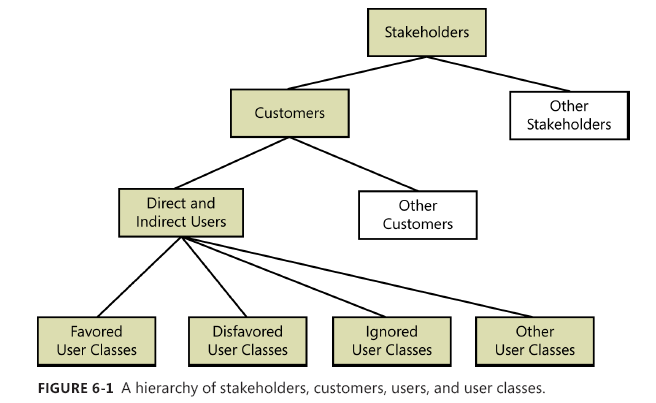 Stakeholders
Customers
Other
Stakeholders
Direct and
Indirect Users
Other
Customers
Favored
User Classes
Disfavored
User Classes
Ignored
User Classes
Other
User Classes
FIGURE 6-1 A hierarchy of stakeholders, customers, users, and user classes.